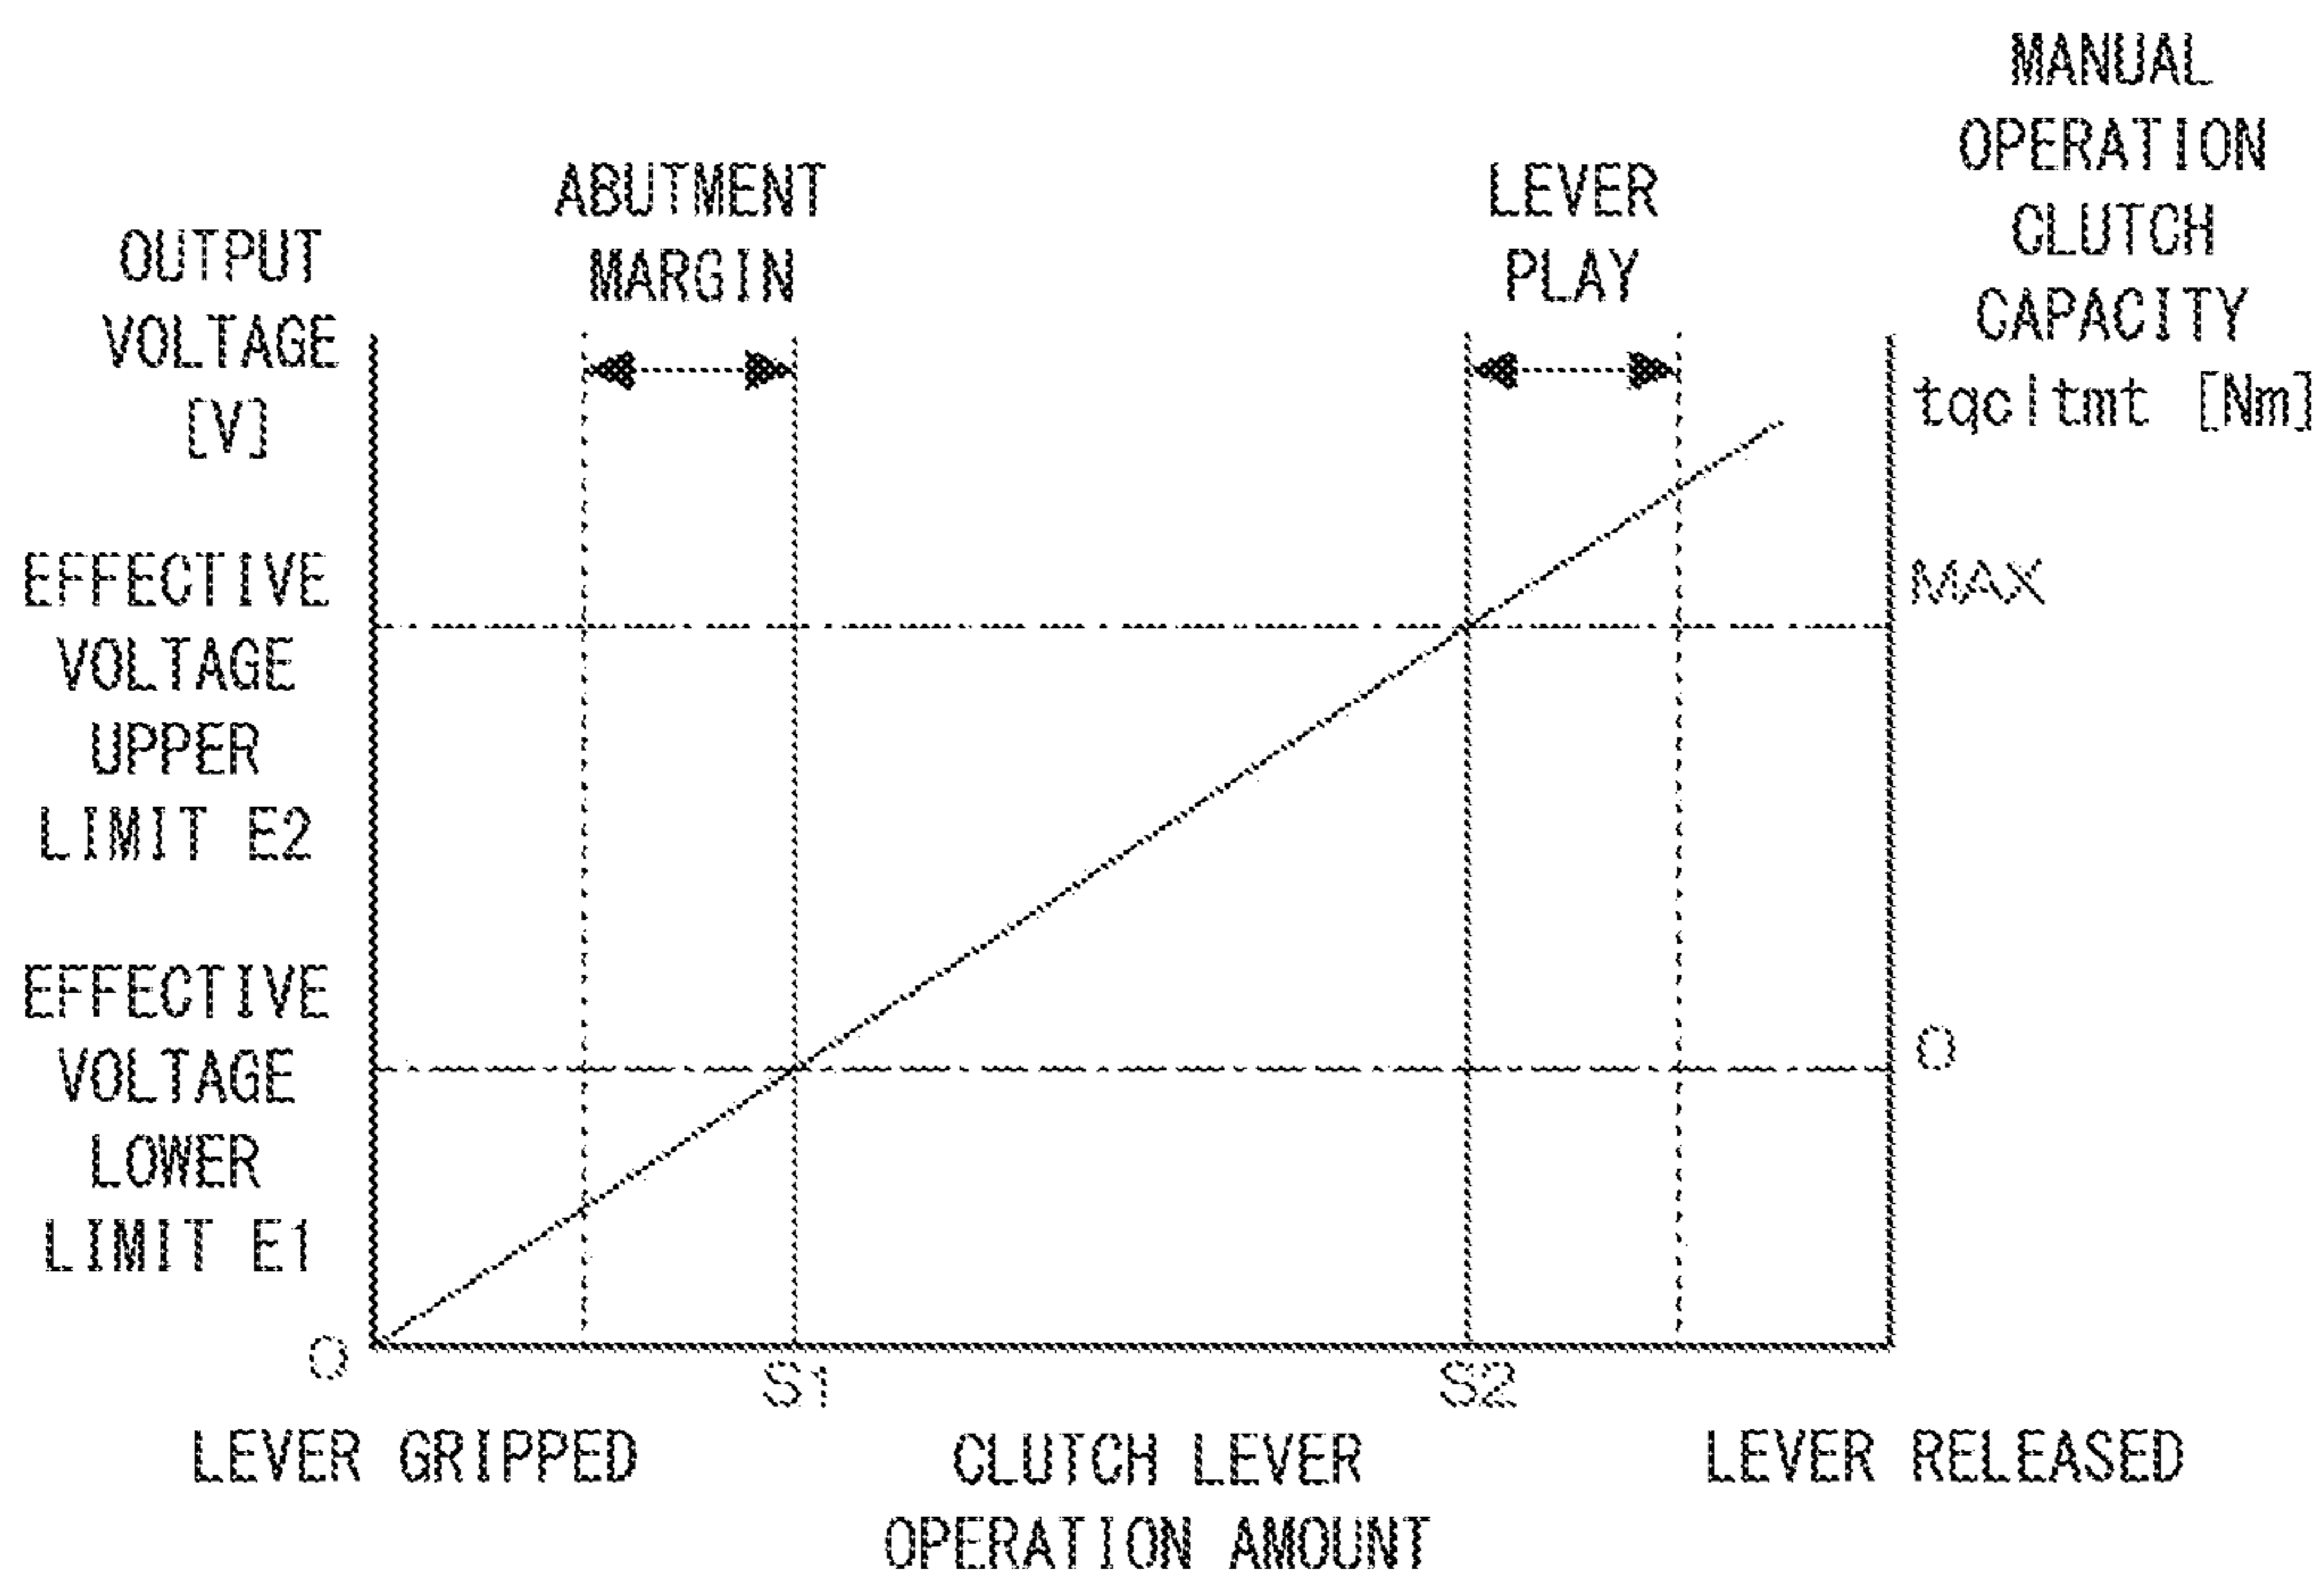 MANUAL
OPERATION
CLUTCH
CAPACITY
tqcltmt [Nm]
ABUTMENT
MARGIN
LEVER
PLAY
OUTPUT
VOLTAGE
[V]
EFFECTIVE
VOLTAGE
UPPER
LIMIT E2
MAX
EFFECTIVE
VOLTAGE
LOWER
LIMIT E1
0
0
S1
S2
LEVER GRIPPED
CLUTCH LEVER
OPERATION AMOUNT
LEVER RELEASED